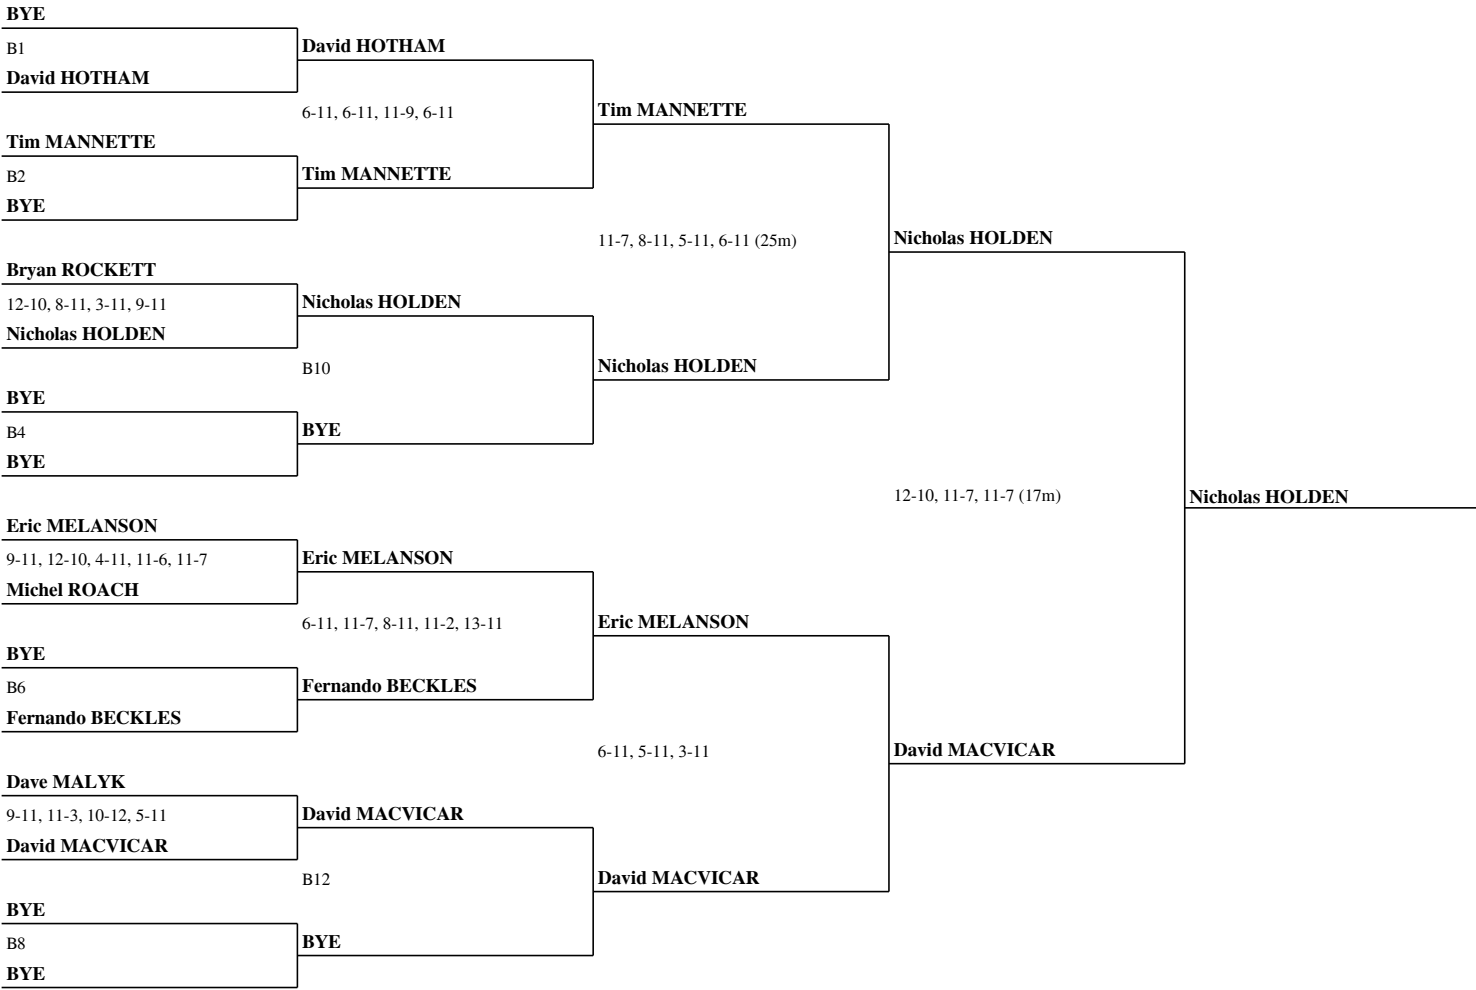 BYE
B1
David HOTHAM
David HOTHAM
6-11, 6-11, 11-9, 6-11
Tim MANNETTE
Tim MANNETTE
B2
BYE
Tim MANNETTE
11-7, 8-11, 5-11, 6-11 (25m)
Nicholas HOLDEN
Bryan ROCKETT
12-10, 8-11, 3-11, 9-11
Nicholas HOLDEN
Nicholas HOLDEN
B10
Nicholas HOLDEN
BYE
B4
BYE
BYE
12-10, 11-7, 11-7 (17m)
Nicholas HOLDEN
Eric MELANSON
9-11, 12-10, 4-11, 11-6, 11-7
Michel ROACH
Eric MELANSON
6-11, 11-7, 8-11, 11-2, 13-11
Eric MELANSON
BYE
B6
Fernando BECKLES
Fernando BECKLES
6-11, 5-11, 3-11
David MACVICAR
Dave MALYK
9-11, 11-3, 10-12, 5-11
David MACVICAR
David MACVICAR
B12
David MACVICAR
BYE
B8
BYE
BYE